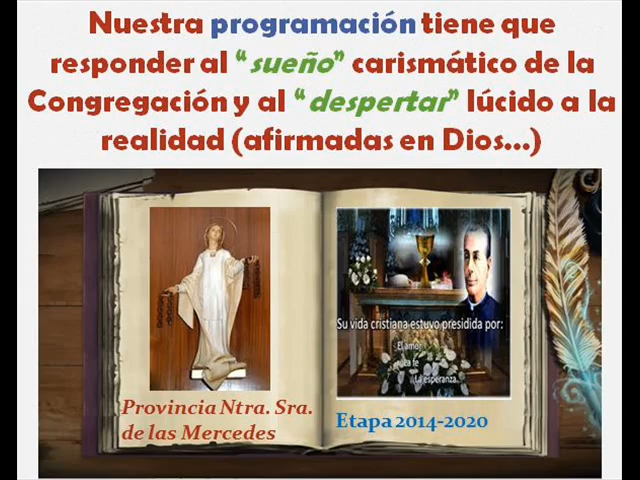 Nuestra programación tiene que
responder al “sueño” carismático de la
Congregación y al “despertar” lúcido a la
realidad (afirmadas en Dios...)
Su vida cristiana estuvo presidida por:
El amor
la fe
la esperanza.
Provincia Ntra. Sra.
de las Mercedes
Etapa 2014-2020